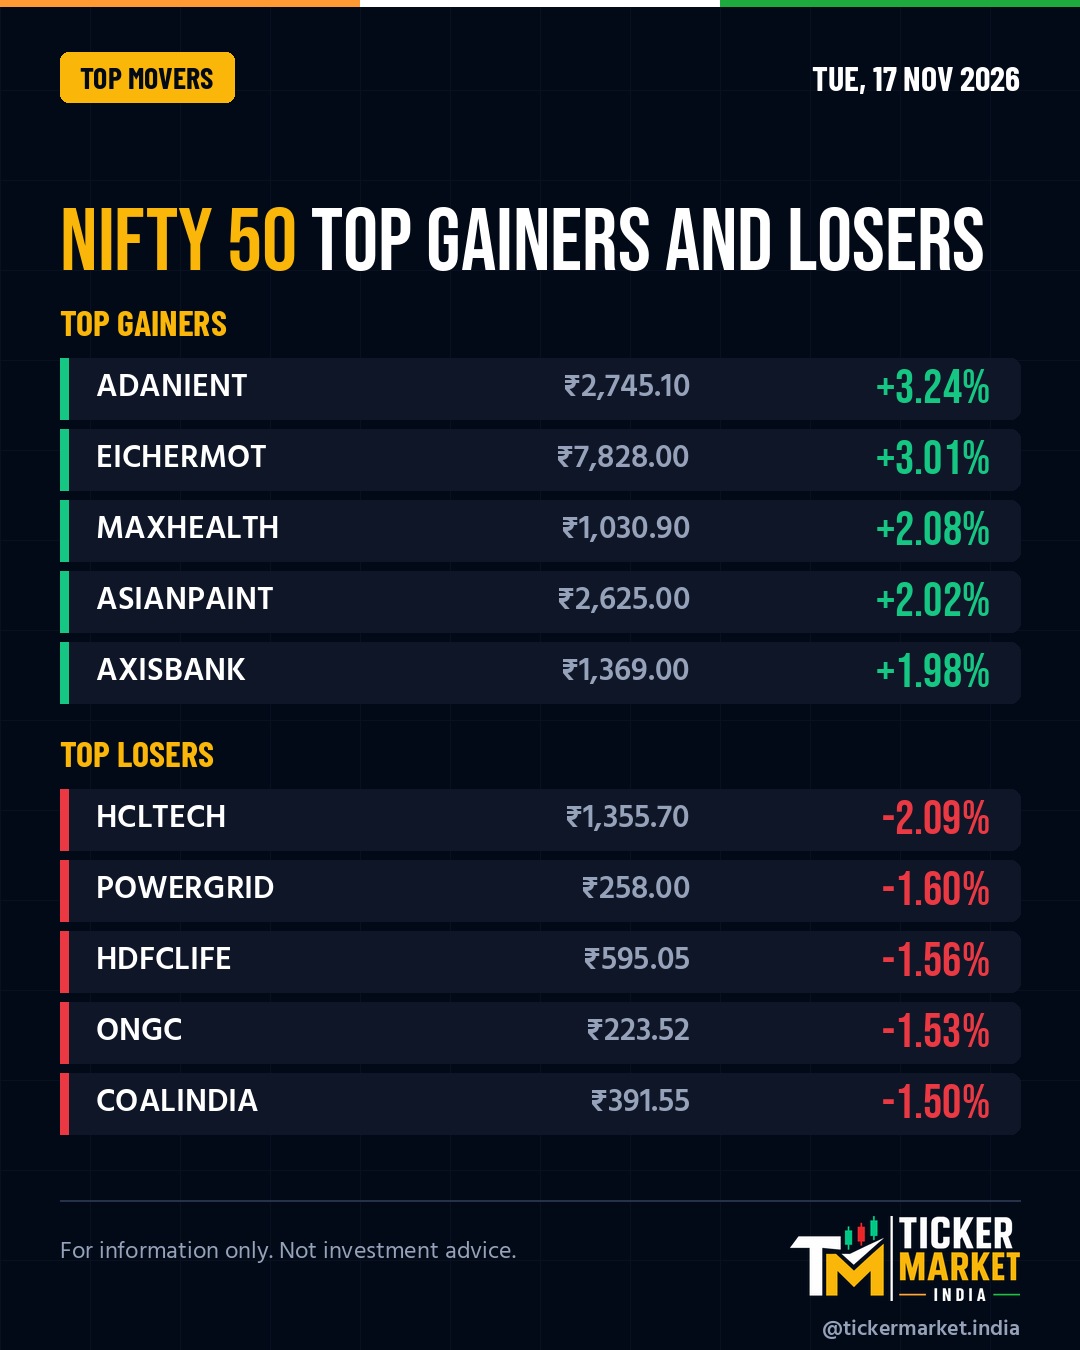 TOP MOVERS
TUE, 17 NOV 2026
NIFTY 50 TOP GAINERS AND LOSERS
TOP GAINERS
ADANIENT ₹2,745.10 +3.24%
EICHERMOT ₹7,828.00 +3.01%
MAXHEALTH ₹1,030.90 +2.08%
ASIANPAINT ₹2,625.00 +2.02%
AXISBANK ₹1,369.00 +1.98%
TOP LOSERS
HCLTECH ₹1,355.70 -2.09%
POWERGRID ₹258.00 -1.60%
HDFCLIFE ₹595.05 -1.56%
ONGC ₹223.52 -1.53%
COALINDIA ₹391.55 -1.50%
For information only. Not investment advice.
TM
TICKER
MARKET
INDIA
@tickermarket.india